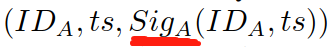 (ID_A, ts, Sig_A(ID_A, ts))